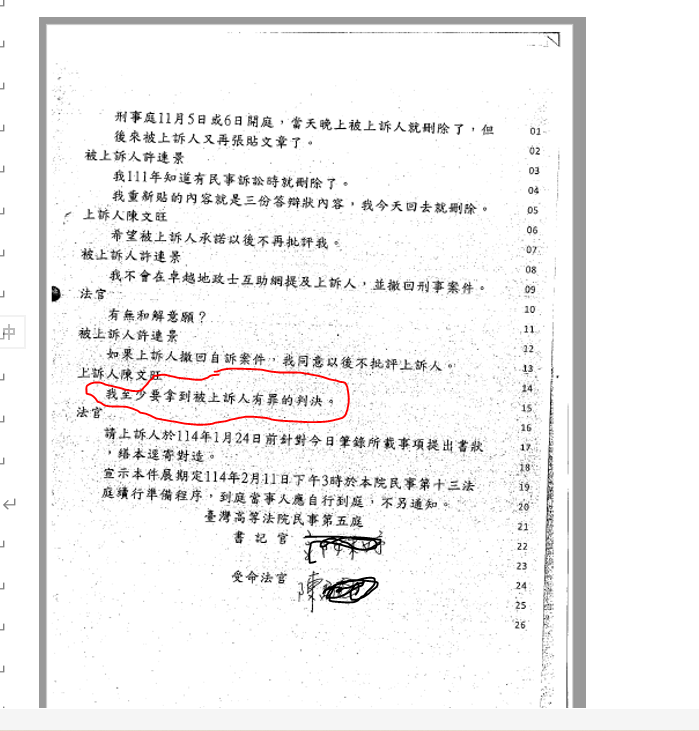 刑事庭11月5日或6日開庭，當天晚上被上訴人就刪除了，但 01
後來被上訴人又再張貼文章了。 02
被上訴人許連景 03
我111年知道有民事訴訟時就刪除了。 04
我重新貼的內容就是三份答辯狀內容，我今天回去就刪除。 05
上訴人陳文旺 06
希望被上訴人承諾以後不再批評我。 07
被上訴人許連景 08
我不會在卓越地政士互助網提及上訴人，並撤回刑事案件。 09
法官 10
有無和解意願？ 11
被上訴人許連景 12
如果上訴人撤回自訴案件，我同意以後不批評上訴人。 13
上訴人陳文旺 14
我至少要拿到被上訴人有罪的判決。 15
法官 16
請上訴人於114年1月24日前針對今日筆錄所載事項提出書狀 17
，繕本逕寄對造。 18
宣示本件展期定114年2月11日下午3時於本院民事第十三法 19
庭續行準備程序，到庭當事人應自行到庭，不另通知。 20
臺灣高等法院民事第五庭 21
書記官 22
23
受命法官 陳 24
25
26
中